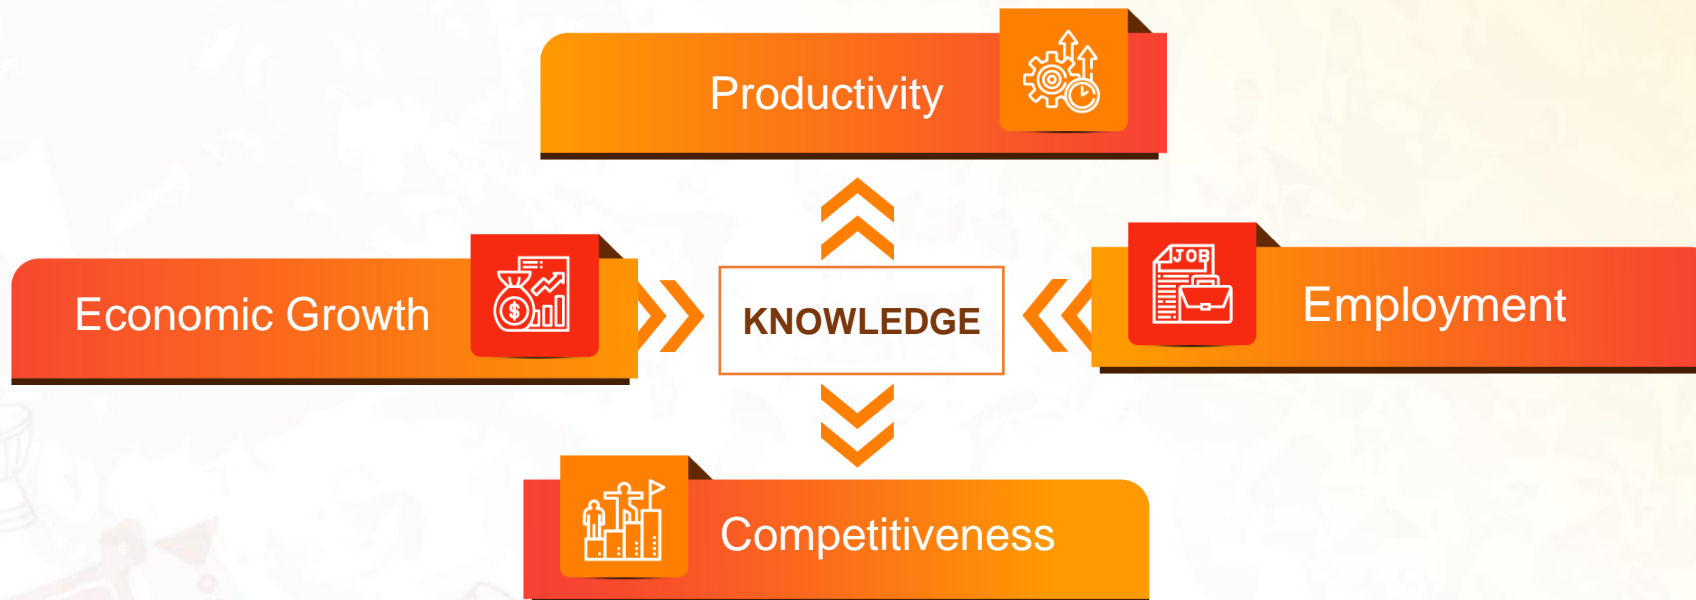 Productivity
Economic Growth
$
KNOWLEDGE
JOB
Employment
Competitiveness